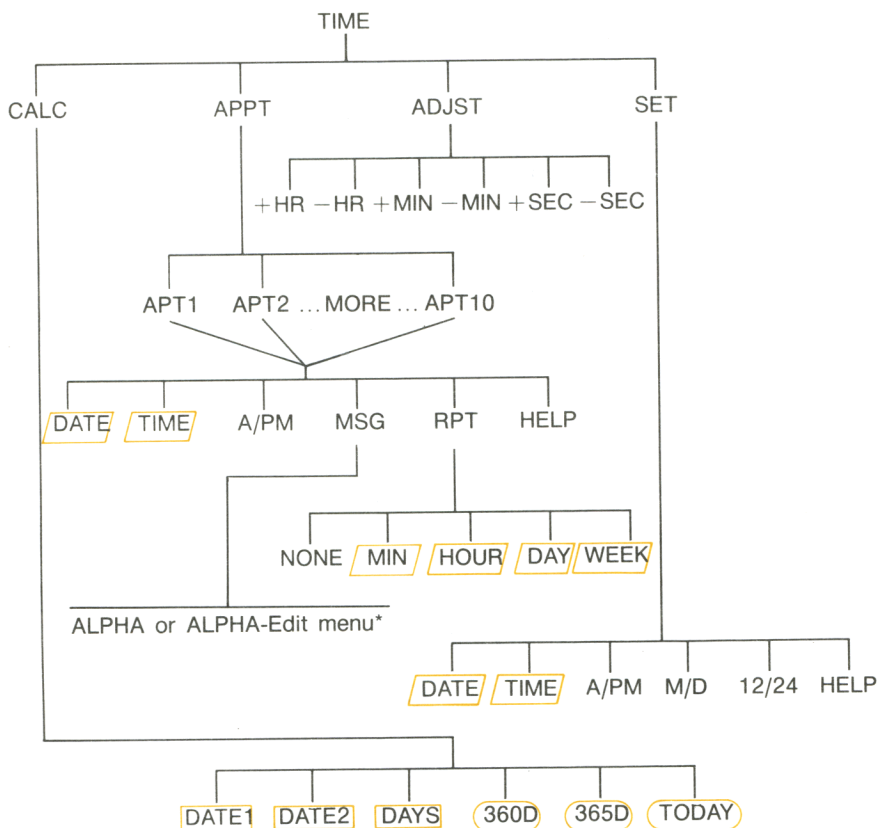 TIME
CALC APPT ADJST SET
+HR −HR +MIN −MIN +SEC −SEC
APT1 APT2 ...MORE... APT10
DATE TIME A/PM MSG RPT HELP
NONE MIN HOUR DAY WEEK
ALPHA or ALPHA-Edit menu*
DATE TIME A/PM M/D 12/24 HELP
DATE1 DATE2 DAYS 360D 365D TODAY